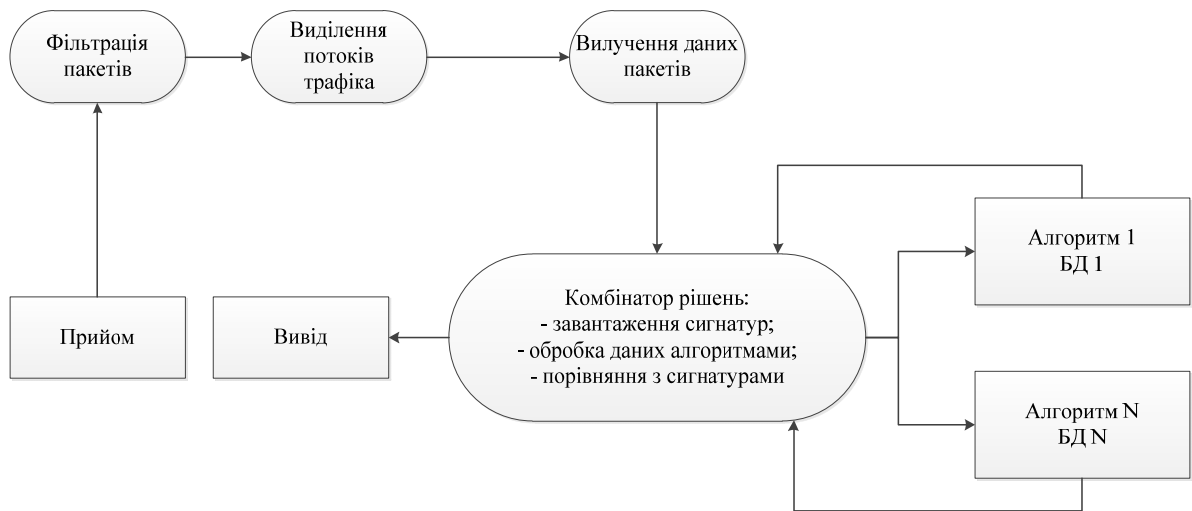 Фільтрація
пакетів
Виділення
потоків
трафіка
Вилучення даних
пакетів
Алгоритм 1
БД 1
Комбінатор рішень:
- завантаження сигнатур;
- обробка даних алгоритмами;
- порівняння з сигнатурами
Прийом
Вивід
Алгоритм N
БД N